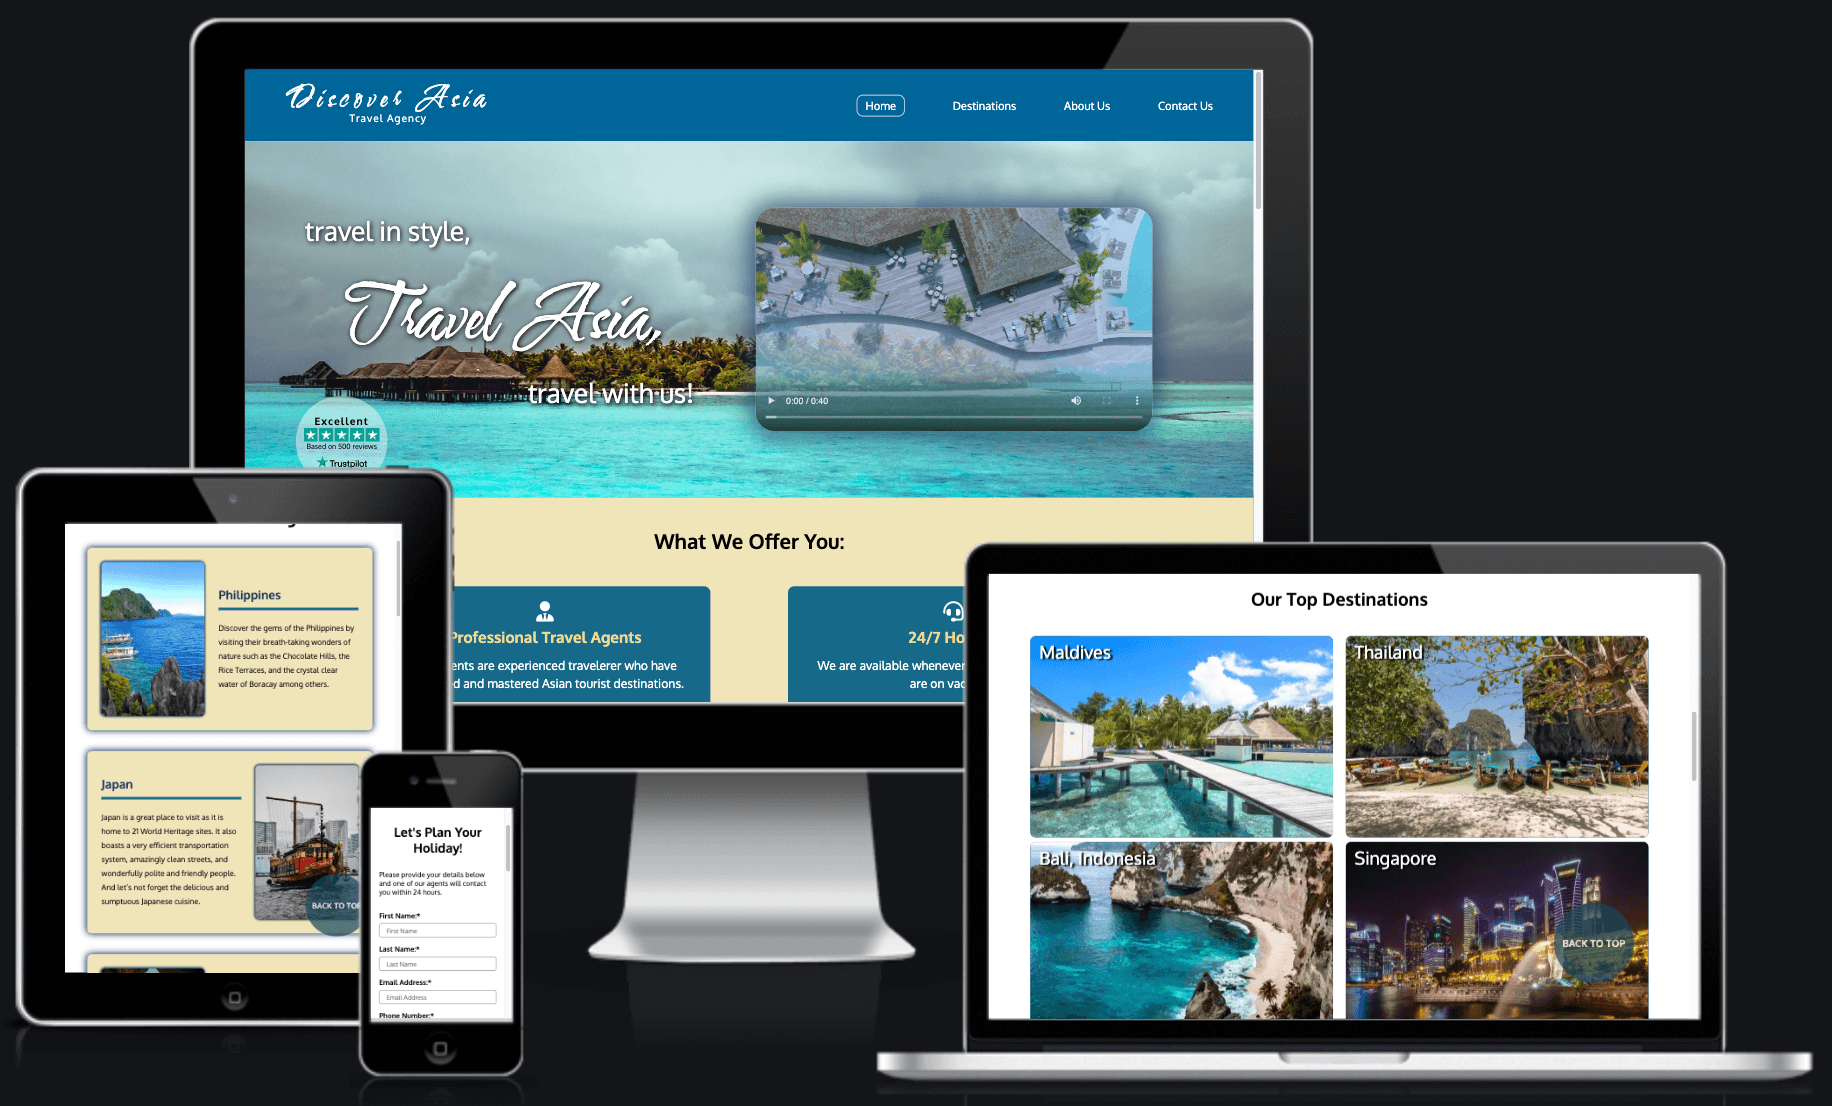 Discover Asia
Travel Agency
Home
Destinations
About Us
Contact Us
travel in style,
Travel Asia,
travel with us!
0:00 / 0:40
Excellent
Based on 500 reviews
Trustpilot
What We Offer You:
Professional Travel Agents
ents are experienced travelerer who have
d and mastered Asian tourist destinations.
24/7 Ho
We are available whenever
are on vac
Philippines
Discover the gems of the Philippines by
visiting their breath-taking wonders of
nature such as the Chocolate Hills, the
Rice Terraces, and the crystal clear
water of Boracay among others.
Japan
Japan is a great place to visit as it is
home to 21 World Heritage sites. It also
boasts a very efficient transportation
system, amazingly clean streets, and
wonderfully polite and friendly people.
And let's not forget the delicious and
sumptuous Japanese cuisine.
BACK TO TOP
Let's Plan Your
Holiday!
Please provide your details below
and one of our agents will contact
you within 24 hours.
First Name:*
First Name
Last Name:*
Last Name
Email Address:*
Email Address
Phone Number:*
Our Top Destinations
Maldives
Thailand
Bali, Indonesia
Singapore
BACK TO TOP